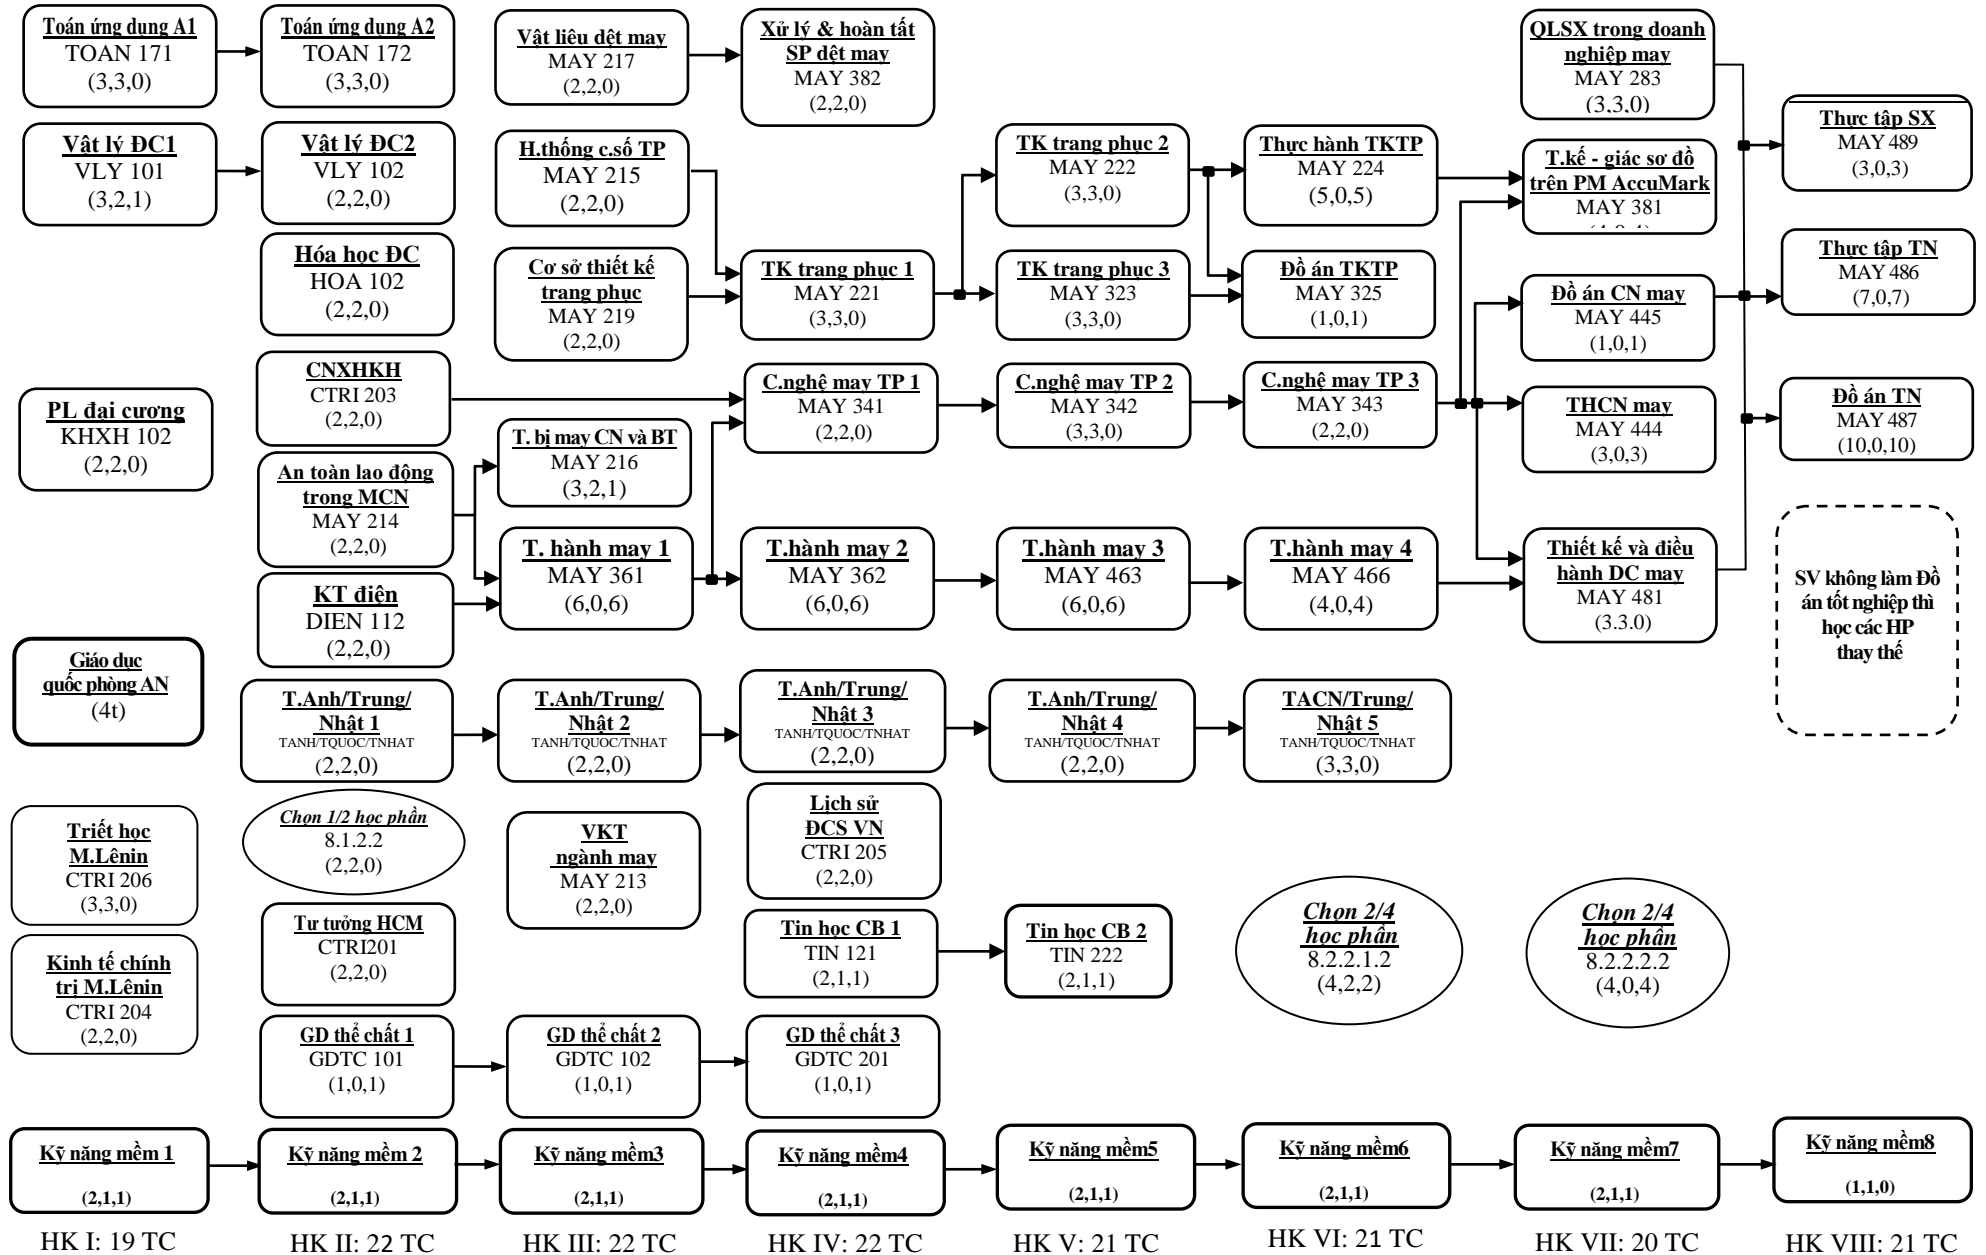 Toán ứng dụng A1
TOAN 171
(3,3,0)
Toán ứng dụng A2
TOAN 172
(3,3,0)
Vật liêu dệt may
MAY 217
(2,2,0)
Xử lý & hoàn tất
SP dệt may
MAY 382
(2,2,0)
QLSX trong doanh
nghiệp may
MAY 283
(3.3.0)
Vật lý ĐC1
VLY 101
(3,2,1)
Vật lý ĐC2
VLY 102
(2,2,0)
H.thống c.số TP
MAY 215
(2,2,0)
TK trang phục 2
MAY 222
(3,3,0)
Thực hành TKTP
MAY 224
(5,0,5)
T.kế - giác sơ đồ
trên PM AccuMark
MAY 381
Thực tập SX
MAY 489
(3,0,3)
Hóa học ĐC
HOA 102
(2,2,0)
Cơ sở thiết kế
trang phục
MAY 219
(2,2,0)
TK trang phục 1
MAY 221
(3,3,0)
TK trang phục 3
MAY 323
(3,3,0)
Đồ án TKTP
MAY 325
(1,0,1)
Đồ án CN may
MAY 445
(1,0,1)
Thực tập TN
MAY 486
(7,0,7)
PL đại cương
KHXH 102
(2,2,0)
CNXHKH
CTRI 203
(2,2,0)
C.nghệ may TP 1
MAY 341
(2,2,0)
C.nghệ may TP 2
MAY 342
(3,3,0)
C.nghệ may TP 3
MAY 343
(2,2,0)
THCN may
MAY 444
(3,0,3)
Đồ án TN
MAY 487
(10,0,10)
An toàn lao động
trong MCN
MAY 214
(2,2,0)
T. bị may CN và BT
MAY 216
(3,2,1)
KT điện
DIEN 112
(2,2,0)
T. hành may 1
MAY 361
(6,0,6)
T.hành may 2
MAY 362
(6,0,6)
T.hành may 3
MAY 463
(6,0,6)
T.hành may 4
MAY 466
(4,0,4)
Thiết kế và điều
hành DC may
MAY 481
(3.3.0)
SV không làm Đồ
án tốt nghiệp thì
học các HP
thay thế
Giáo dục
quốc phòng AN
(4t)
T.Anh/Trung/
Nhật 1
TANH/TQUOC/TNHAT
(2,2,0)
T.Anh/Trung/
Nhật 2
TANH/TQUOC/TNHAT
(2,2,0)
T.Anh/Trung/
Nhật 3
TANH/TQUOC/TNHAT
(2,2,0)
T.Anh/Trung/
Nhật 4
TANH/TQUOC/TNHAT
(2,2,0)
TACN/Trung/
Nhật 5
TANH/TQUOC/TNHAT
(3,3,0)
Triết học
M.Lênin
CTRI 206
(3,3,0)
Chọn 1/2 học phần
8.1.2.2
(2,2,0)
VKT
ngành may
MAY 213
(2,2,0)
Lịch sử
ĐCS VN
CTRI 205
(2,2,0)
Kinh tế chính
trị M.Lênin
CTRI 204
(2,2,0)
Tư tưởng HCM
CTRI201
(2,2,0)
Tin học CB 1
TIN 121
(2,1,1)
Tin học CB 2
TIN 222
(2,1,1)
Chọn 2/4
học phần
8.2.2.1.2
(4,2,2)
Chọn 2/4
học phần
8.2.2.2.2
(4,0,4)
GD thể chất 1
GDTC 101
(1,0,1)
GD thể chất 2
GDTC 102
(1,0,1)
GD thể chất 3
GDTC 201
(1,0,1)
Kỹ năng mềm 1
(2,1,1)
Kỹ năng mềm 2
(2,1,1)
Kỹ năng mềm3
(2,1,1)
Kỹ năng mềm4
(2,1,1)
Kỹ năng mềm5
(2,1,1)
Kỹ năng mềm6
(2,1,1)
Kỹ năng mềm7
(2,1,1)
Kỹ năng mềm8
(1,1,0)
HK I: 19 TC
HK II: 22 TC
HK III: 22 TC
HK IV: 22 TC
HK V: 21 TC
HK VI: 21 TC
HK VII: 20 TC
HK VIII: 21 TC